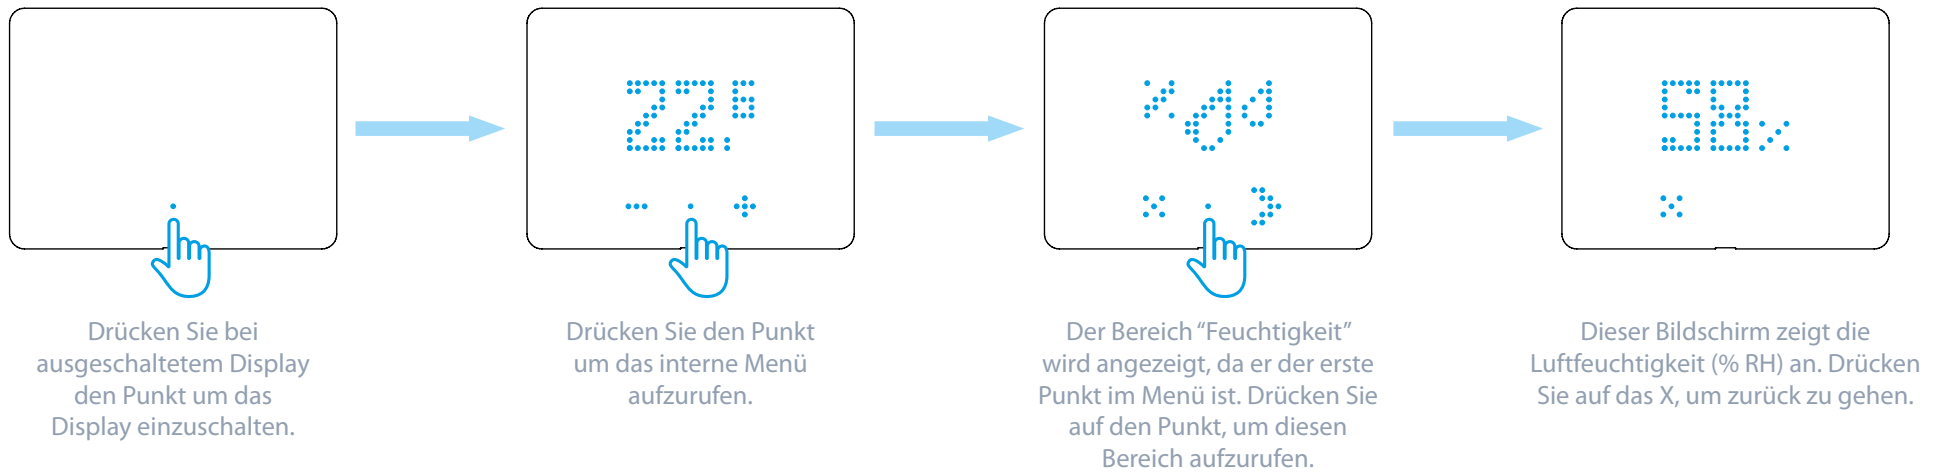 22.6
58%
Drücken Sie bei
ausgeschaltetem Display
den Punkt um das
Display einzuschalten.
Drücken Sie den Punkt
um das interne Menü
aufzurufen.
Der Bereich “Feuchtigkeit”
wird angezeigt, da er der erste
Punkt im Menü ist. Drücken Sie
auf den Punkt, um diesen
Bereich aufzurufen.
Dieser Bildschirm zeigt die
Luftfeuchtigkeit (% RH) an. Drücken
Sie auf das X, um zurück zu gehen.